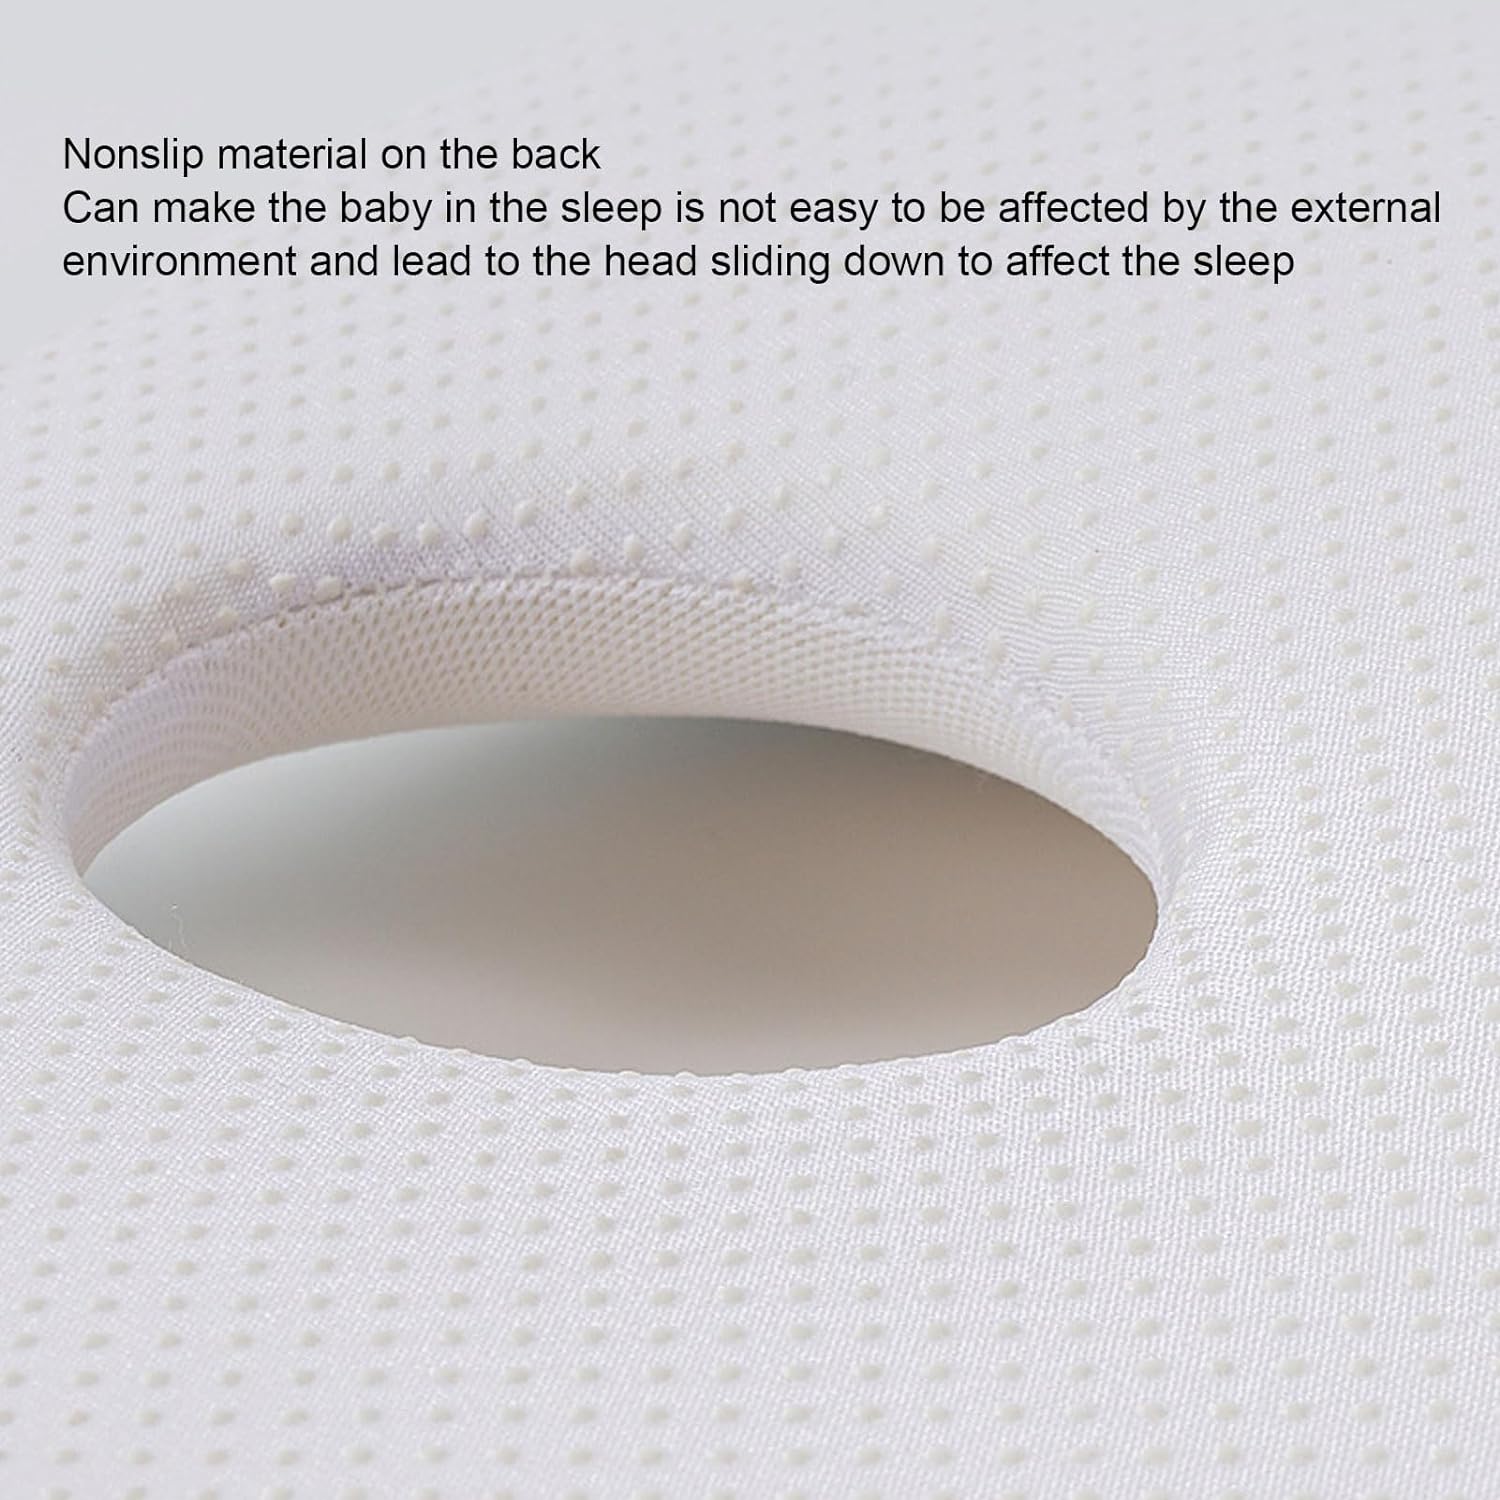 Nonslip material on the back
Can make the baby in the sleep is not easy to be affected by the external
environment and lead to the head sliding down to affect the sleep